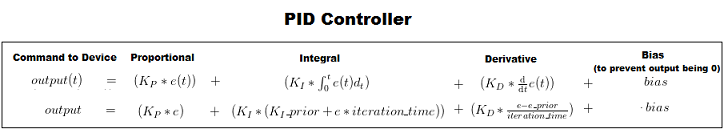 PID Controller
Command to Device Proportional Integral Derivative Bias
(to prevent output being 0)
output(t) = (K_P * e(t)) + (K_I * ∫_0^t e(t)d_t) + (K_D * d/dt e(t)) + bias
output = (K_P * e) + (K_I * (K_I_prior + e * iteration_time)) + (K_D * e−e_prior/iteration_time) + bias